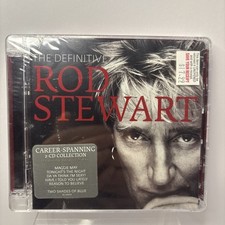 THE DEFINITIVE
ROD
STEWART
CAREER-SPANNING
2-CD COLLECTION
MAGGIE MAY
TONIGHT'S THE NIGHT
DA YA THINK I'M SEXY
HAVE I TOLD YOU LATELY
REASON TO BELIEVE